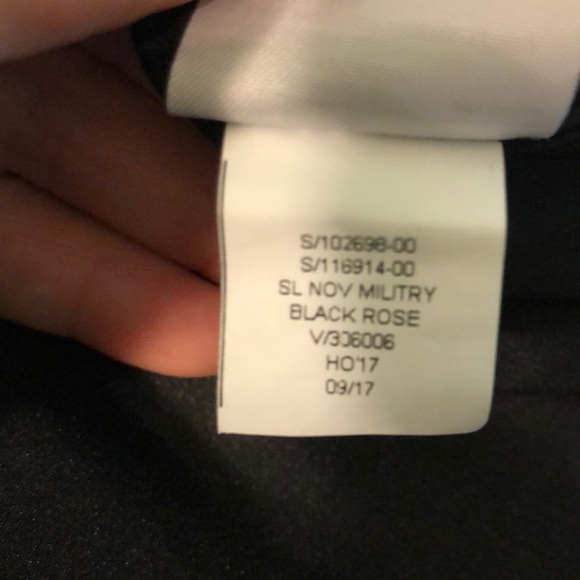 S/102698-00
S/116914-00
SL NOV MILITRY
BLACK ROSE
V/306006
HO'17
09/17